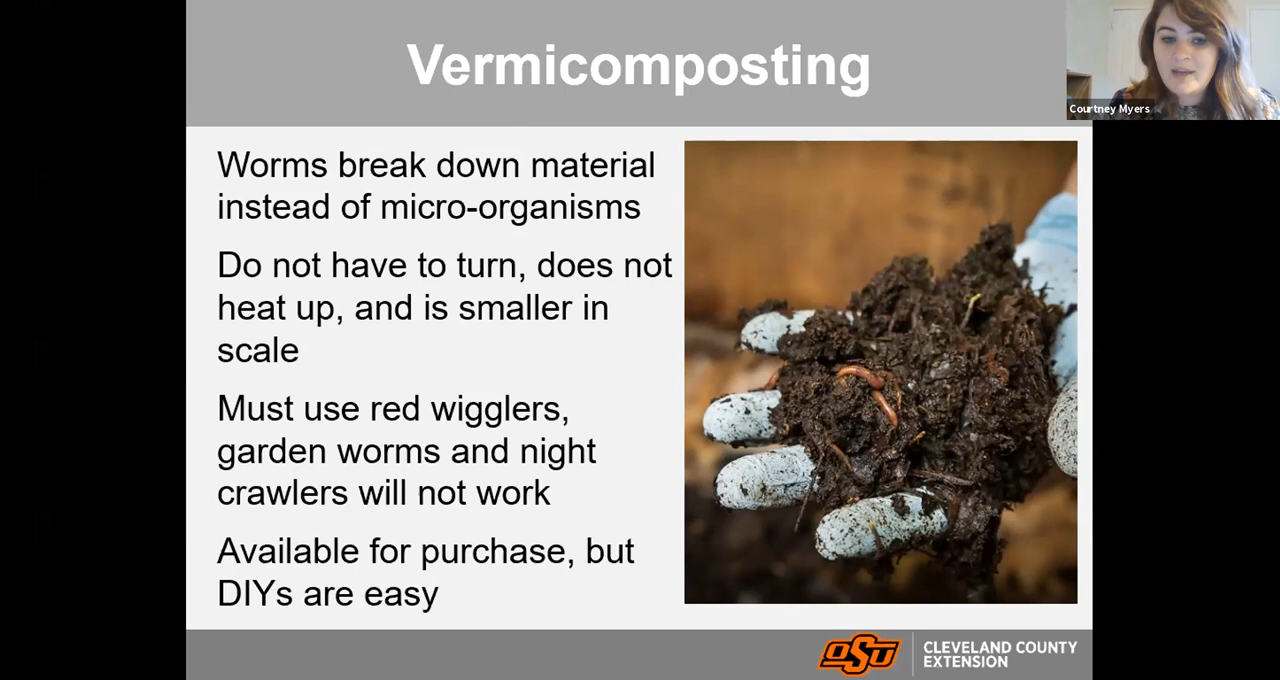 Vermicomposting
Courtney Myers
Worms break down material
instead of micro-organisms
Do not have to turn, does not
heat up, and is smaller in
scale
Must use red wigglers,
garden worms and night
crawlers will not work
Available for purchase, but
DIYs are easy
OSU
CLEVELAND COUNTY
EXTENSION